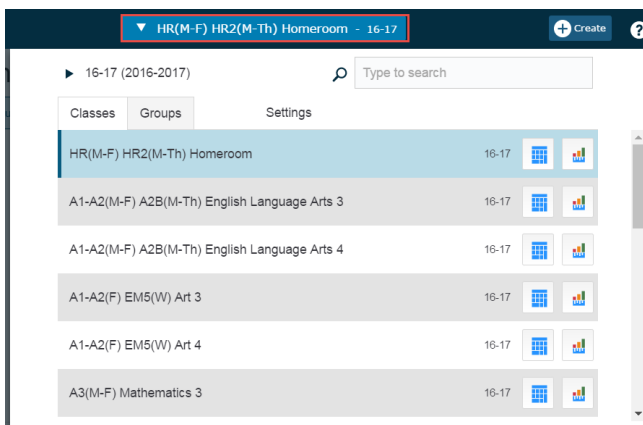 HR(M-F) HR2(M-Th) Homeroom - 16-17
Create
?
16-17 (2016-2017)
Type to search
Classes Groups Settings
HR(M-F) HR2(M-Th) Homeroom 16-17
A1-A2(M-F) A2B(M-Th) English Language Arts 3 16-17
A1-A2(M-F) A2B(M-Th) English Language Arts 4 16-17
A1-A2(F) EM5(W) Art 3 16-17
A1-A2(F) EM5(W) Art 4 16-17
A3(M-F) Mathematics 3 16-17